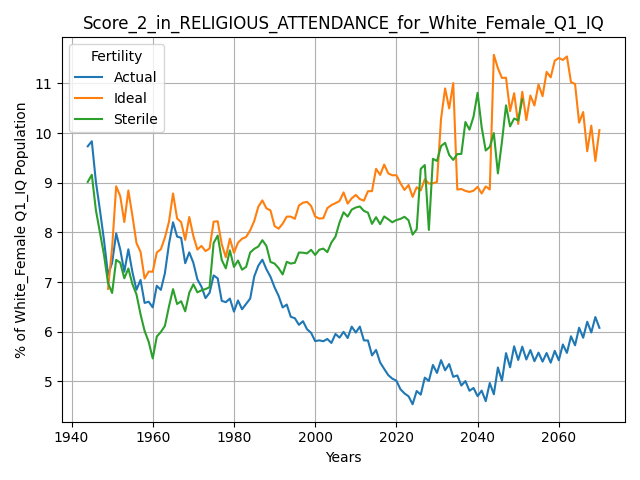 Score_2_in_RELIGIOUS_ATTENDANCE_for_White_Female_Q1_IQ
Fertility
Actual
Ideal
Sterile
% of White_Female Q1_IQ Population
11
10
9
8
7
6
5
1940 1960 1980 2000 2020 2040 2060
Years